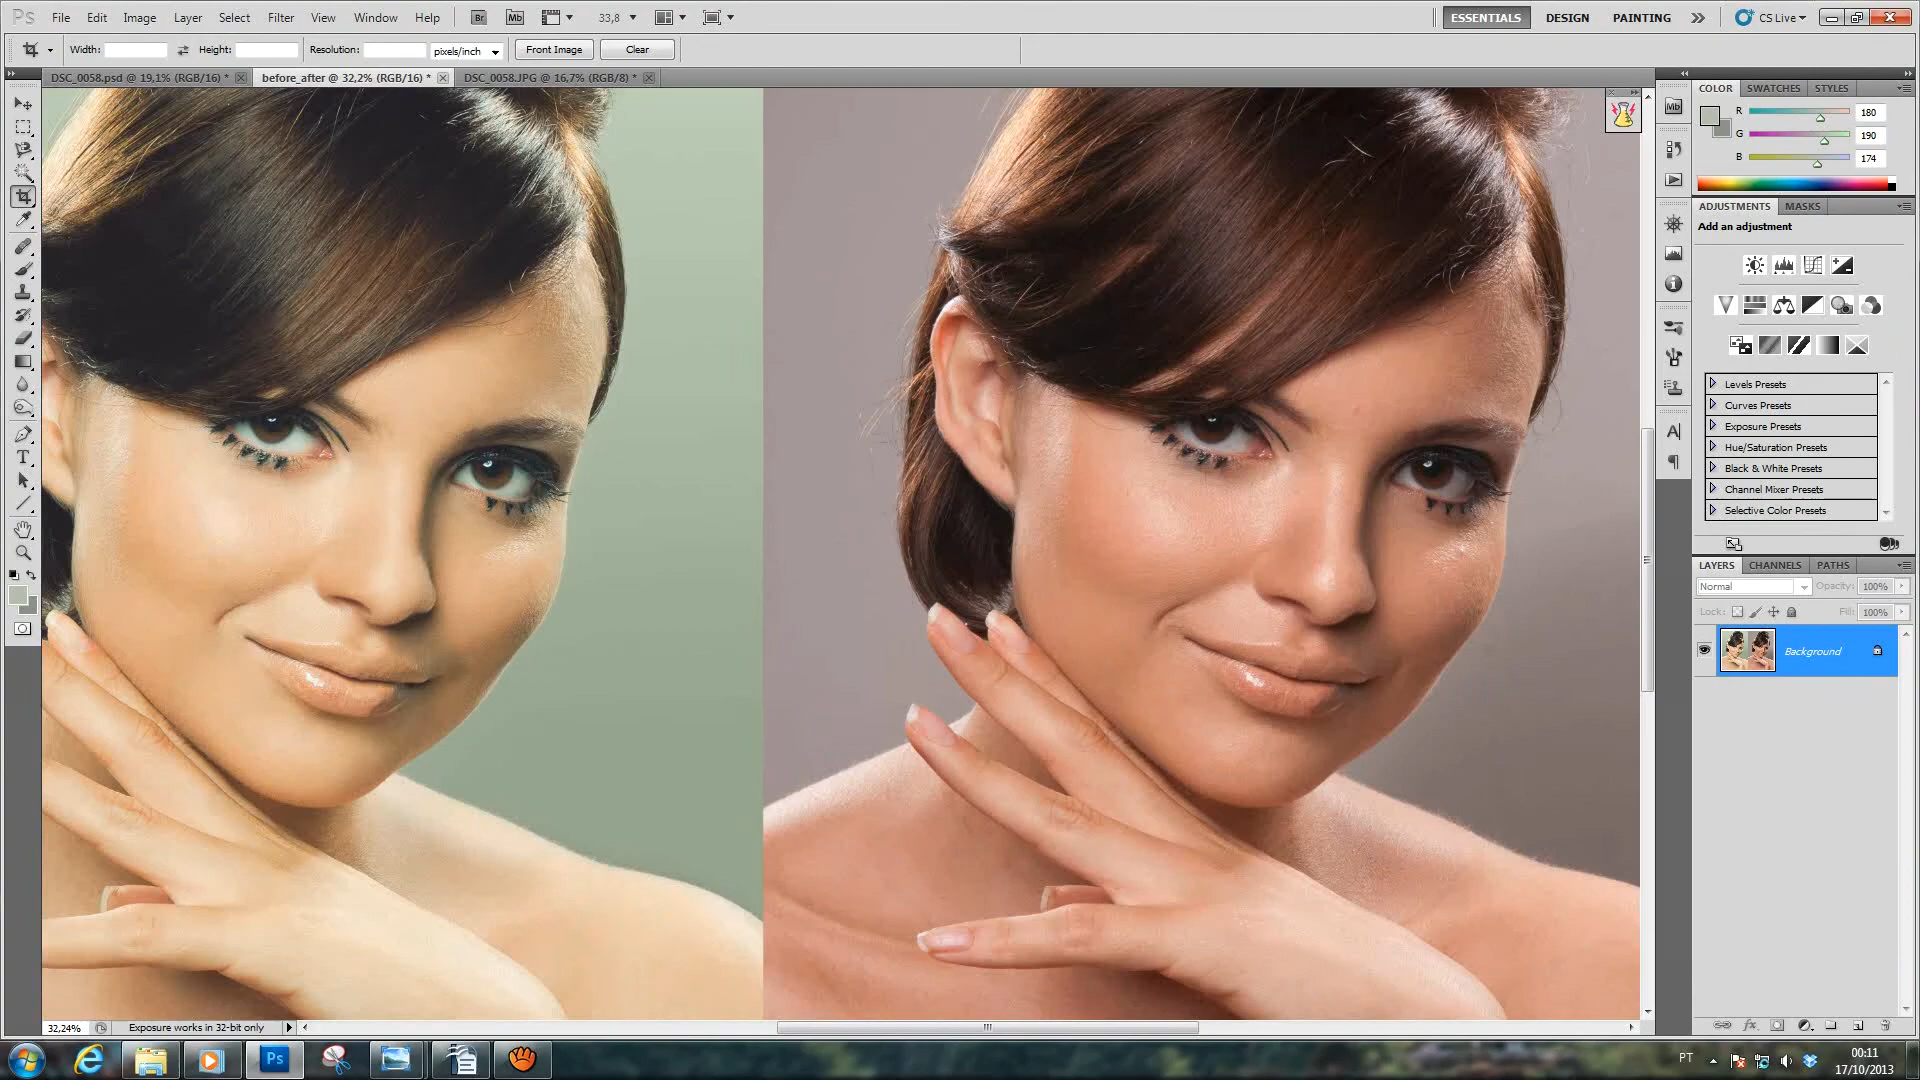 Ps File Edit Image Layer Select Filter View Window Help Br Mb 33,8 ESSENTIALS DESIGN PAINTING CS Live
Width: Height: Resolution: pixels/inch Front Image Clear
DSC_0058.psd @ 19,1% (RGB/16) * before_after @ 32,2% (RGB/16) * DSC_0058.JPG @ 16,7% (RGB/8) *
COLOR SWATCHES STYLES
Mb
R 180
G 190
B 174
ADJUSTMENTS MASKS
Add an adjustment
Levels Presets
Curves Presets
Exposure Presets
Hue/Saturation Presets
Black & White Presets
Channel Mixer Presets
Selective Color Presets
LAYERS CHANNELS PATHS
Normal Opacity: 100%
Lock: Fill: 100%
Background
32,24% Exposure works in 32-bit only
Ps PT 00:11
17/10/2013